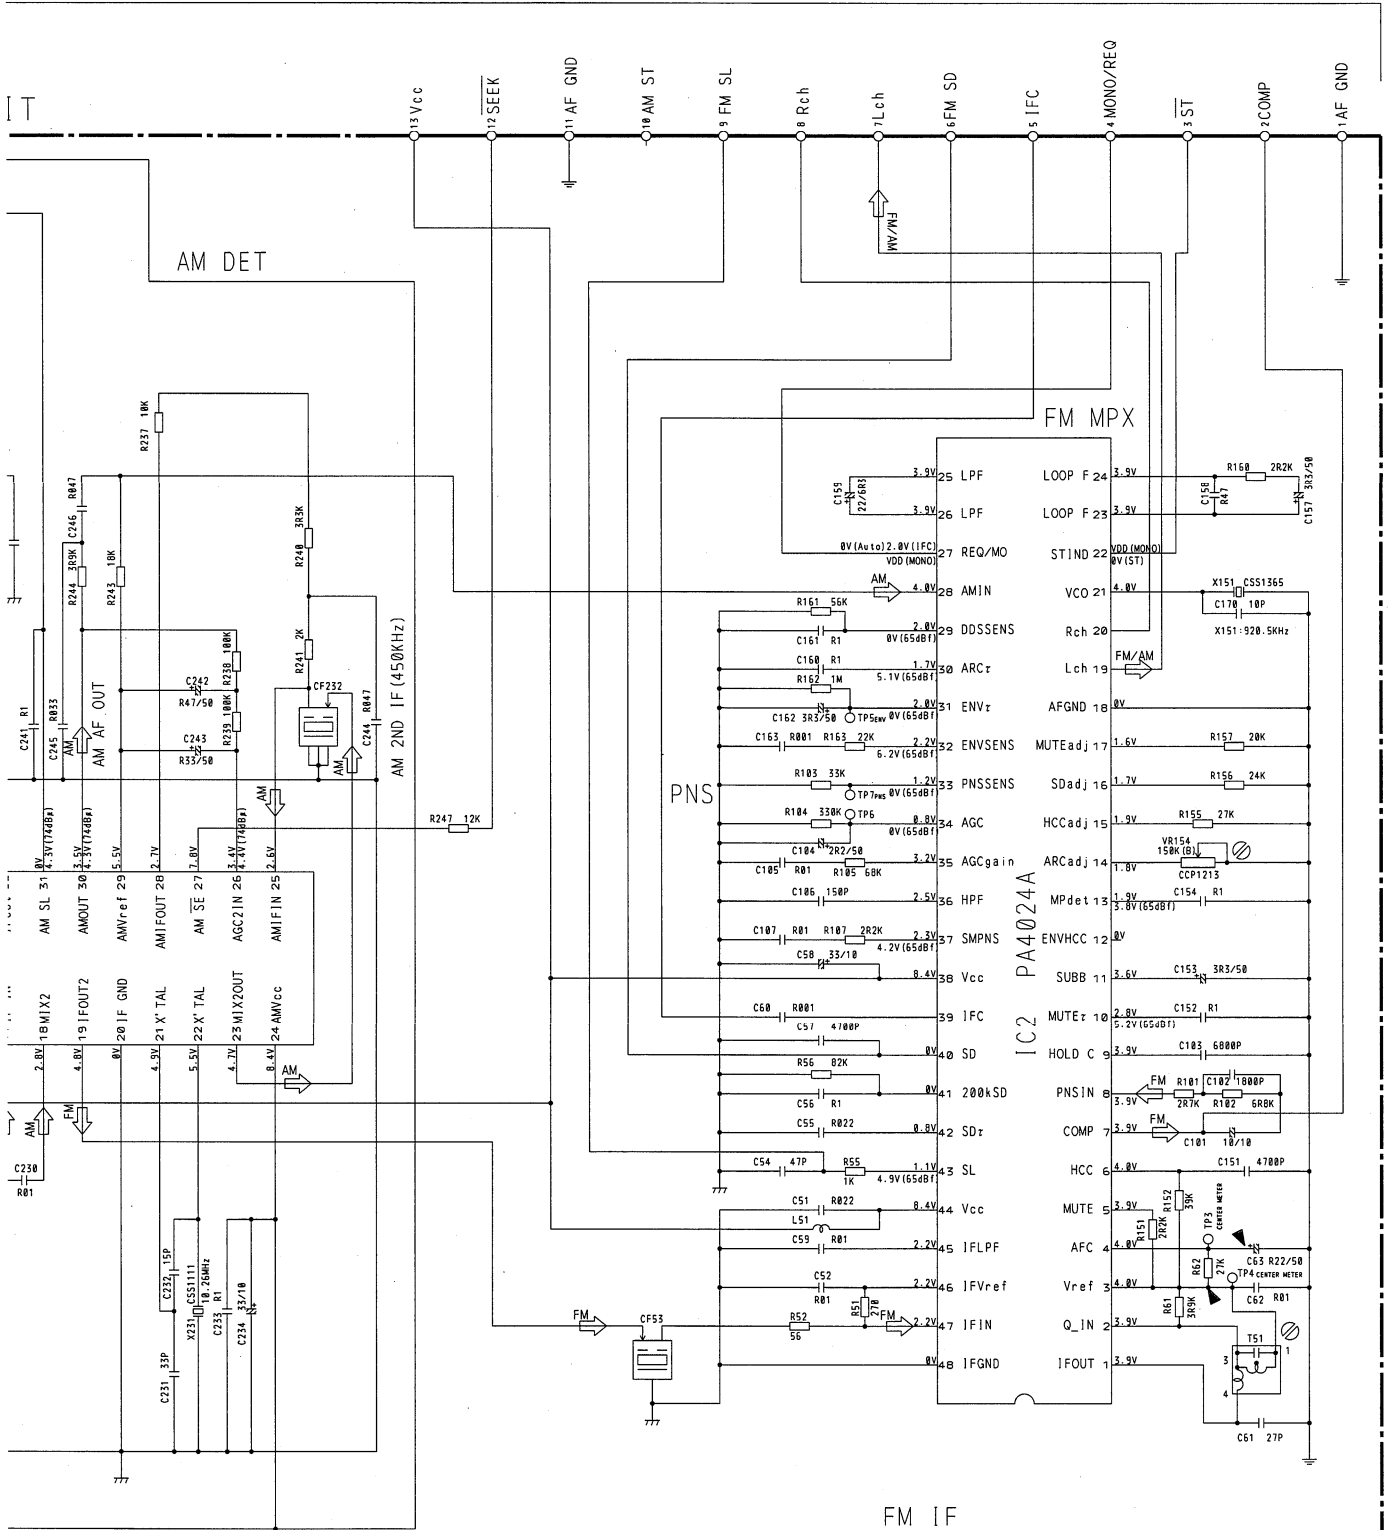 IT
13 Vcc
12 SEEK
11 AF GND
10 AM ST
9 FM SL
8 Rch
7 Lch
6 FM SD
5 IFC
4 MONO/REQ
3 ST
2 COMP
1 AF GND
FM/AM
AM DET
FM MPX
R237 10K
C246 R047
R244 3R9K
R243 18K
R240 3R3K
R241 2K
R238 100K
R239 100K
C242
R47/50
C243
R33/50
CF232
C244 R047
AM 2ND IF (450KHz)
C241 R1
C245 R033
AM
AM AF OUT
AM
AM
R247 12K
0V
4.3V(74dBμ)
3.5V
4.3V(74dBμ)
5.5V
2.7V
7.8V
3.4V
4.4V(74dBμ)
2.6V
AM SL 31
AMOUT 30
AMVref 29
AMIFOUT 28
AM SE 27
AGC2IN 26
AMIFIN 25
18 MIX2
19 IFOUT2
20 IF GND
21 X'TAL
22 X'TAL
23 MIX2OUT
24 AMVcc
2.8V
4.8V
0V
4.9V
5.5V
4.7V
8.4V
AM
FM
AM
C230
R01
C232 15P
C231 33P
X231 CSS1111
10.26MHz
C233 R1
C234 33/10
PNS
C159
22/6R3
3.9V 25 LPF
3.9V 26 LPF
0V(Auto)2.0V(IFC)
VDD(MONO)
27 REQ/MO
AM
4.0V 28 AMIN
R161 56K
C161 R1
2.0V
0V(65dBf)
29 DDSSENS
C160 R1
1.7V
5.1V(65dBf)
30 ARCτ
R162 1M
C162 3R3/50
TP5ENV
2.0V
0V(65dBf)
31 ENVτ
C163 R001 R163 22K
2.2V
6.2V(65dBf)
32 ENVSENS
R103 33K
TP7PNS
1.2V
0V(65dBf)
33 PNSSENS
R104 330K
TP6
0.8V
0V(65dBf)
34 AGC
C104 2R2/50
C105 R01 R105 68K
3.2V 35 AGCgain
C106 150P
2.5V 36 HPF
C107 R01 R107 2R2K
2.3V
4.2V(65dBf)
37 SMPNS
C58 33/10
8.4V 38 Vcc
C60 R001
39 IFC
C57 4700P
0V 40 SD
R56 82K
C56 R1
0V 41 200kSD
C55 R022
0.8V 42 SDτ
C54 47P R55
1K
1.1V
4.9V(65dBf)
43 SL
C51 R022
8.4V 44 Vcc
L51
C59 R01
2.2V 45 IFLPF
C52
R01
R51
270
2.2V 46 IFVref
FM
CF53
R52
56
FM
2.2V 47 IFIN
0V 48 IFGND
IC2 PA4024A
LOOP F 24 3.9V
LOOP F 23 3.9V
R160 2R2K
C158
R47
C157 3R3/50
STIND 22
VDD(MONO)
0V(ST)
VCO 21 4.0V
X151 CSS1365
C170 10P
X151:920.5KHz
Rch 20
Lch 19
FM/AM
AFGND 18 0V
MUTEadj 17 1.6V
R157 20K
SDadj 16 1.7V
R156 24K
HCCadj 15 1.9V
R155 27K
ARCadj 14
1.8V
VR154
150K(B)
CCP1213
MPdet 13 1.9V
3.8V(65dBf)
C154 R1
ENVHCC 12 0V
SUBB 11 3.6V
C153 3R3/50
MUTEτ 10 2.8V
5.2V(65dBf)
C152 R1
HOLD C 9 3.9V
C103 6800P
PNSIN 8
3.9V
FM
R101
2R7K
C102 1800P
R102 6R8K
COMP 7 3.9V
FM
C101 10/10
HCC 6 4.0V
C151 4700P
MUTE 5 3.9V
R152
39K
R151
2R2K
TP3
CENTER METER
AFC 4 4.0V
C63 R22/50
R62
27K
TP4 CENTER METER
Vref 3 4.0V
C62 R01
R61
3R9K
Q_IN 2 3.9V
T51
1
3
4
IFOUT 1 3.9V
C61 27P
FM IF